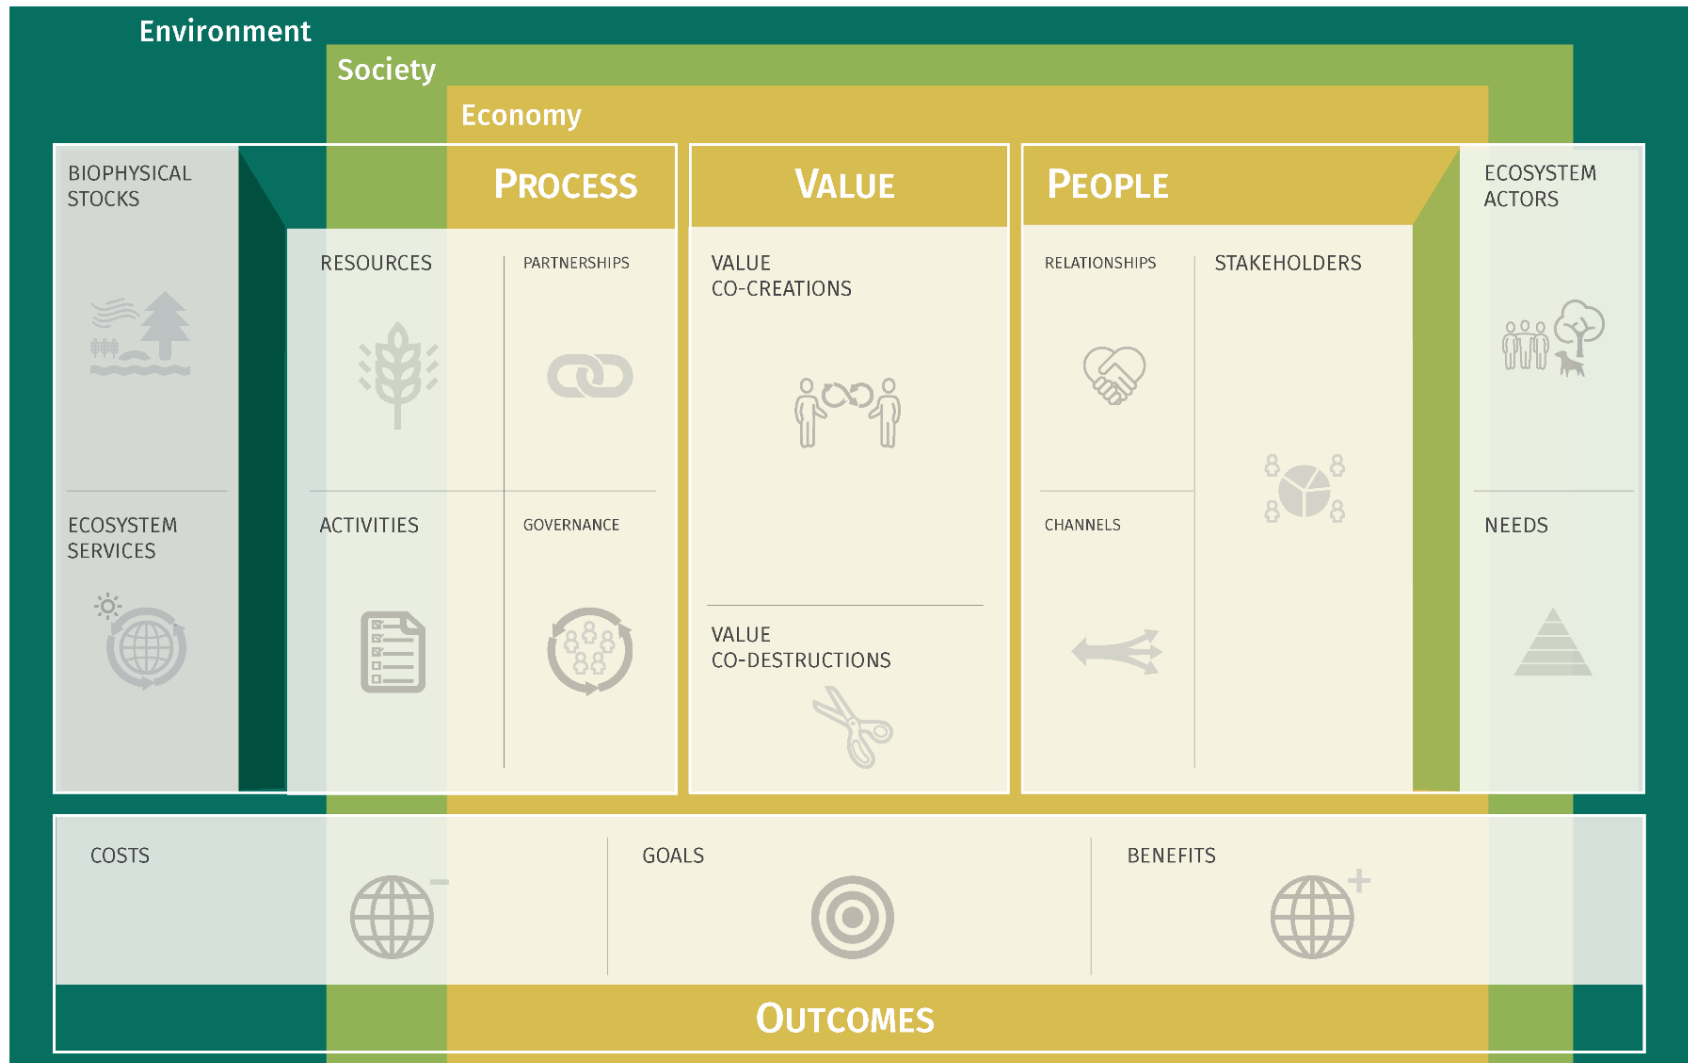 Environment
Society
Economy
BIOPHYSICAL
STOCKS
ECOSYSTEM
SERVICES
PROCESS
RESOURCES
PARTNERSHIPS
ACTIVITIES
GOVERNANCE
VALUE
VALUE
CO-CREATIONS
VALUE
CO-DESTRUCTIONS
PEOPLE
RELATIONSHIPS
STAKEHOLDERS
CHANNELS
ECOSYSTEM
ACTORS
NEEDS
COSTS
GOALS
BENEFITS
OUTCOMES